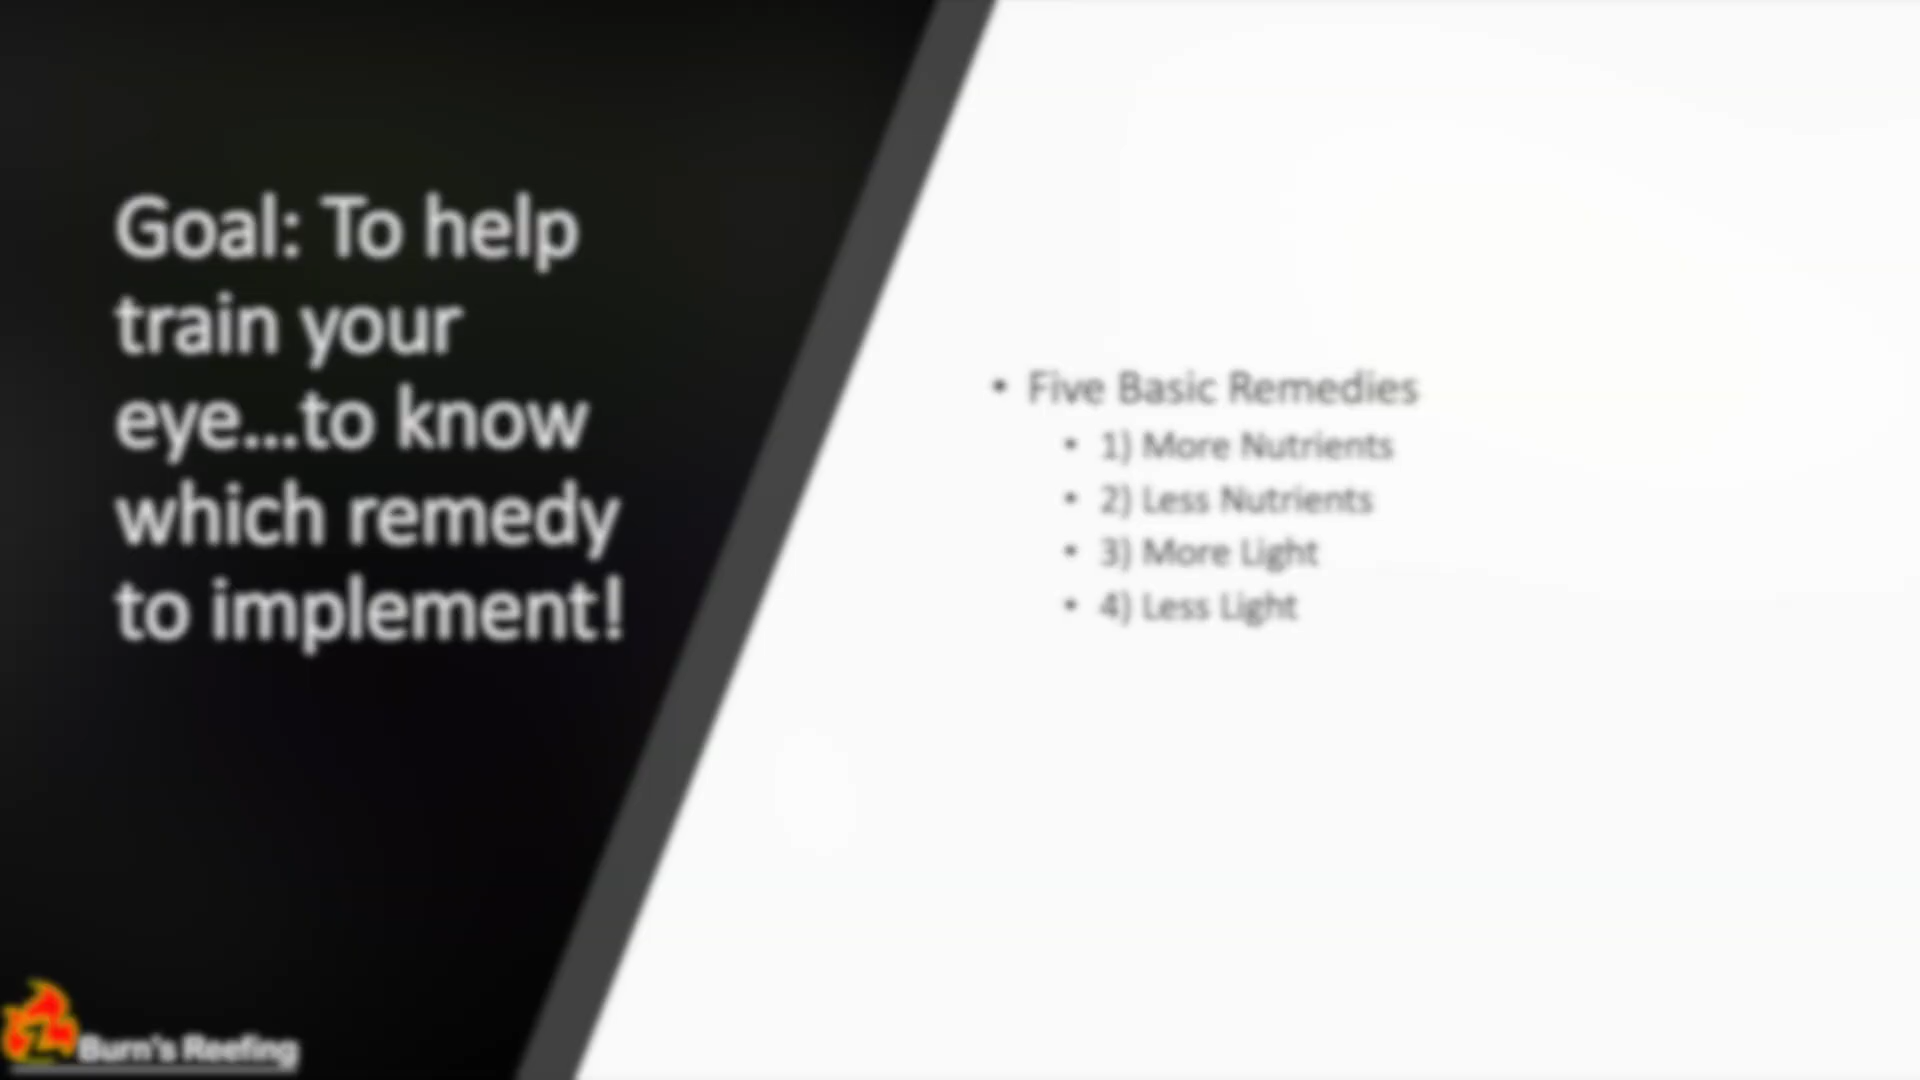 Goal: To help
train your
eye...to know
which remedy
to implement!
• Five Basic Remedies
• 1) More Nutrients
• 2) Less Nutrients
• 3) More Light
• 4) Less Light
Z Burn's Reefing